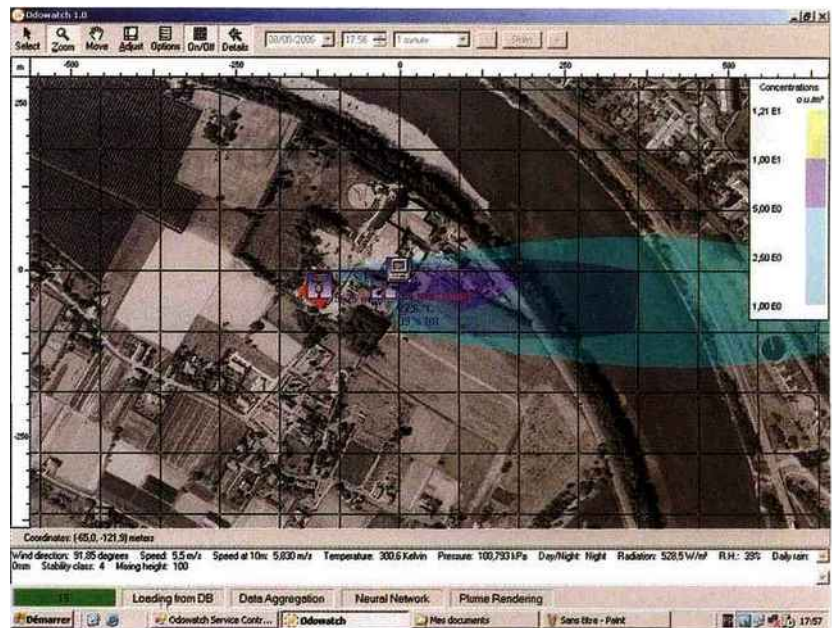 Odowatch 1.0
Select Zoom Move Adjust Options On/Off Details 17:56 1 minute
m -500 -250 0 250 500
Concentrations
o.u./m³
250
1,21 E1
1,00 E1
5,00 E0
0
2,50 E0
1,00 E0
-250
Coordinates: (-65,0, -121,9) meters
Wind direction: 91,85 degrees Speed: 5,5 m/s Speed at 10m: 5,830 m/s Temperature: 300,6 Kelvin Pressure: 100,793 kPa Day/Night: Night Radiation: 528,5 W/m² R.H.: 39% Daily rain:
0mm Stability class: 4 Mixing height: 100
Loading from DB Data Aggregation Neural Network Plume Rendering
Démarrer Odowatch Service Contr... Odowatch Mes documents Sans titre - Paint 17:57